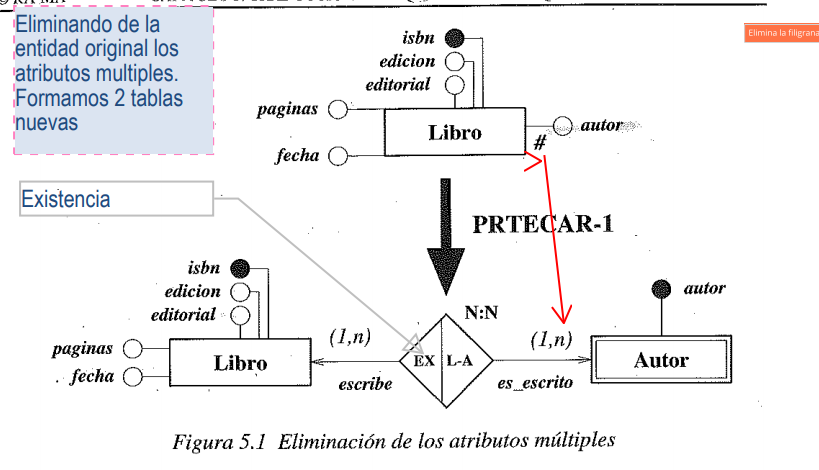 Eliminando de la
entidad original los
atributos multiples.
Formamos 2 tablas
nuevas
Elimina la filigrana
isbn
edicion
editorial
paginas
fecha
Libro
autor
#
Existencia
PRTECAR-1
isbn
edicion
editorial
paginas
fecha
Libro
(1,n)
escribe
N:N
EX L-A
(1,n)
es_escrito
autor
Autor
Figura 5.1 Eliminación de los atributos múltiples